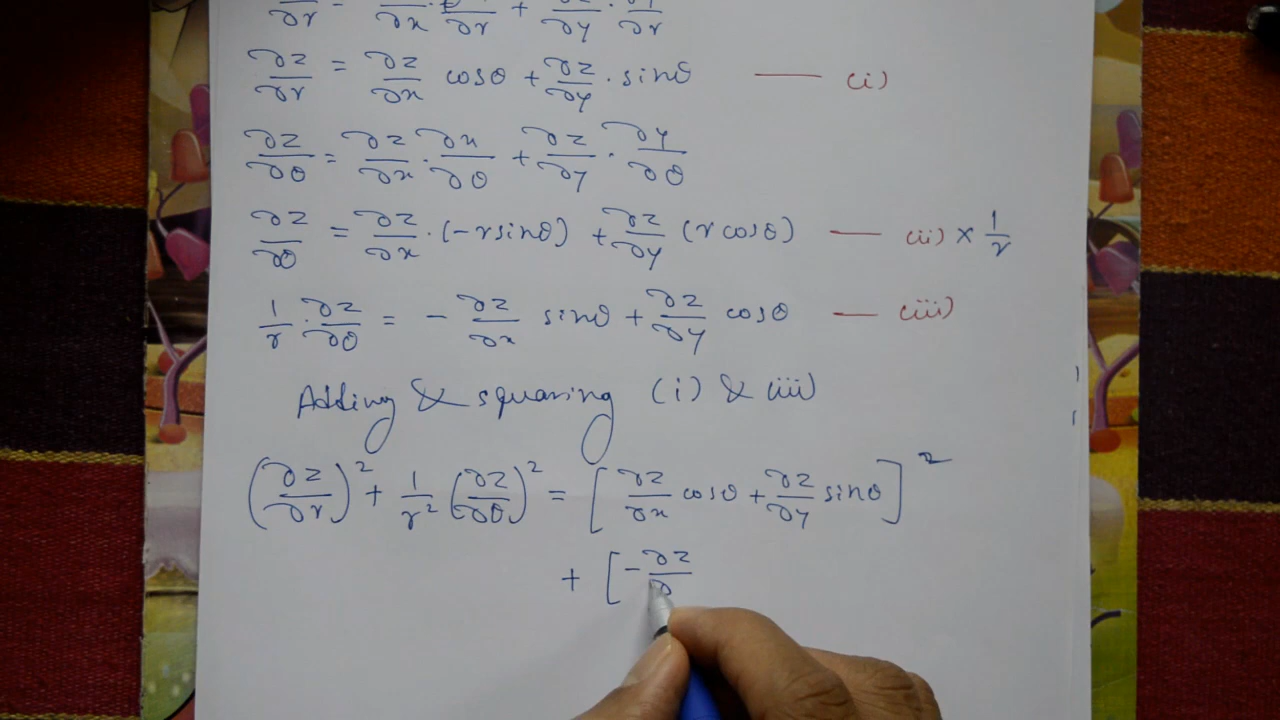 ∂z/∂r = ∂z/∂x · ∂x/∂r + ∂z/∂y · ∂y/∂r
∂z/∂r = ∂z/∂x cosθ + ∂z/∂y · sinθ — (i)
∂z/∂θ = ∂z/∂x · ∂x/∂θ + ∂z/∂y · ∂y/∂θ
∂z/∂θ = ∂z/∂x · (-rsinθ) + ∂z/∂y (r cosθ) — (ii) × 1/r
1/r · ∂z/∂θ = - ∂z/∂x sinθ + ∂z/∂y cosθ — (iii)
Adding & squaring (i) & (iii)
(∂z/∂r)² + 1/r² (∂z/∂θ)² = [∂z/∂x cosθ + ∂z/∂y sinθ]²
+ [-∂z/∂